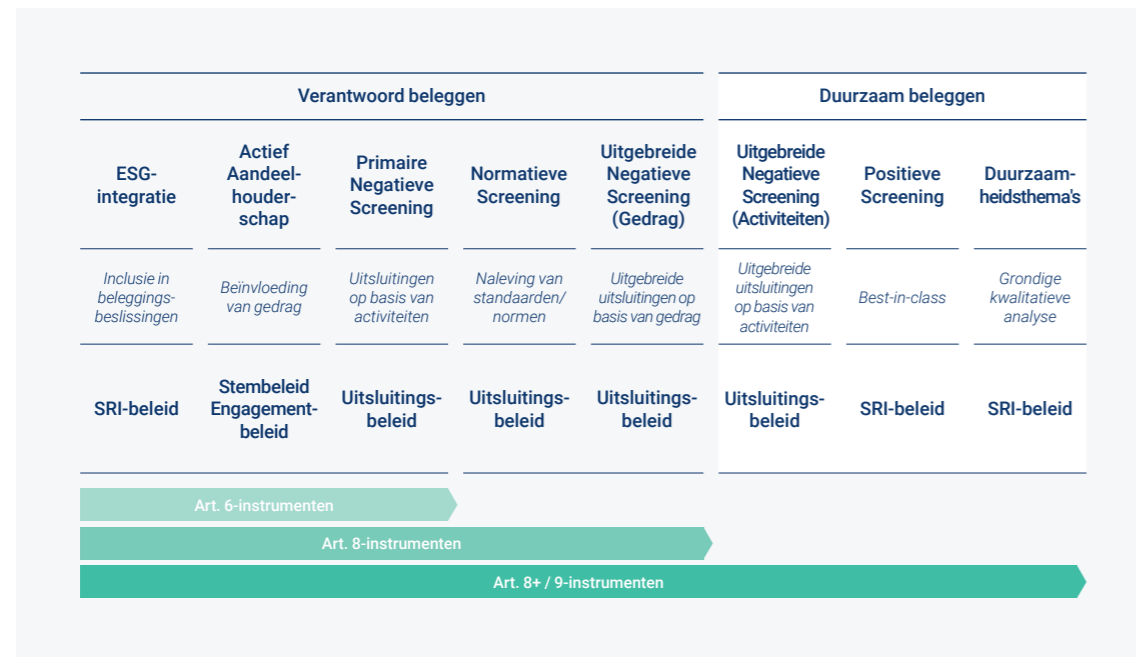 Verantwoord beleggen
Duurzaam beleggen
ESG-
integratie
Actief
Aandeel-
houder-
schap
Primaire
Negatieve
Screening
Normatieve
Screening
Uitgebreide
Negatieve
Screening
(Gedrag)
Uitgebreide
Negatieve
Screening
(Activiteiten)
Positieve
Screening
Duurzaam-
heidsthema's
Inclusie in
beleggings-
beslissingen
Beïnvloeding
van gedrag
Uitsluitingen
op basis van
activiteiten
Naleving van
standaarden/
normen
Uitgebreide
uitsluitingen op
basis van gedrag
Uitgebreide
uitsluitingen
op basis van
activiteiten
Best-in-class
Grondige
kwalitatieve
analyse
SRI-beleid
Stembeleid
Engagement-
beleid
Uitsluitings-
beleid
Uitsluitings-
beleid
Uitsluitings-
beleid
Uitsluitings-
beleid
SRI-beleid
SRI-beleid
Art. 6-instrumenten
Art. 8-instrumenten
Art. 8+ / 9-instrumenten